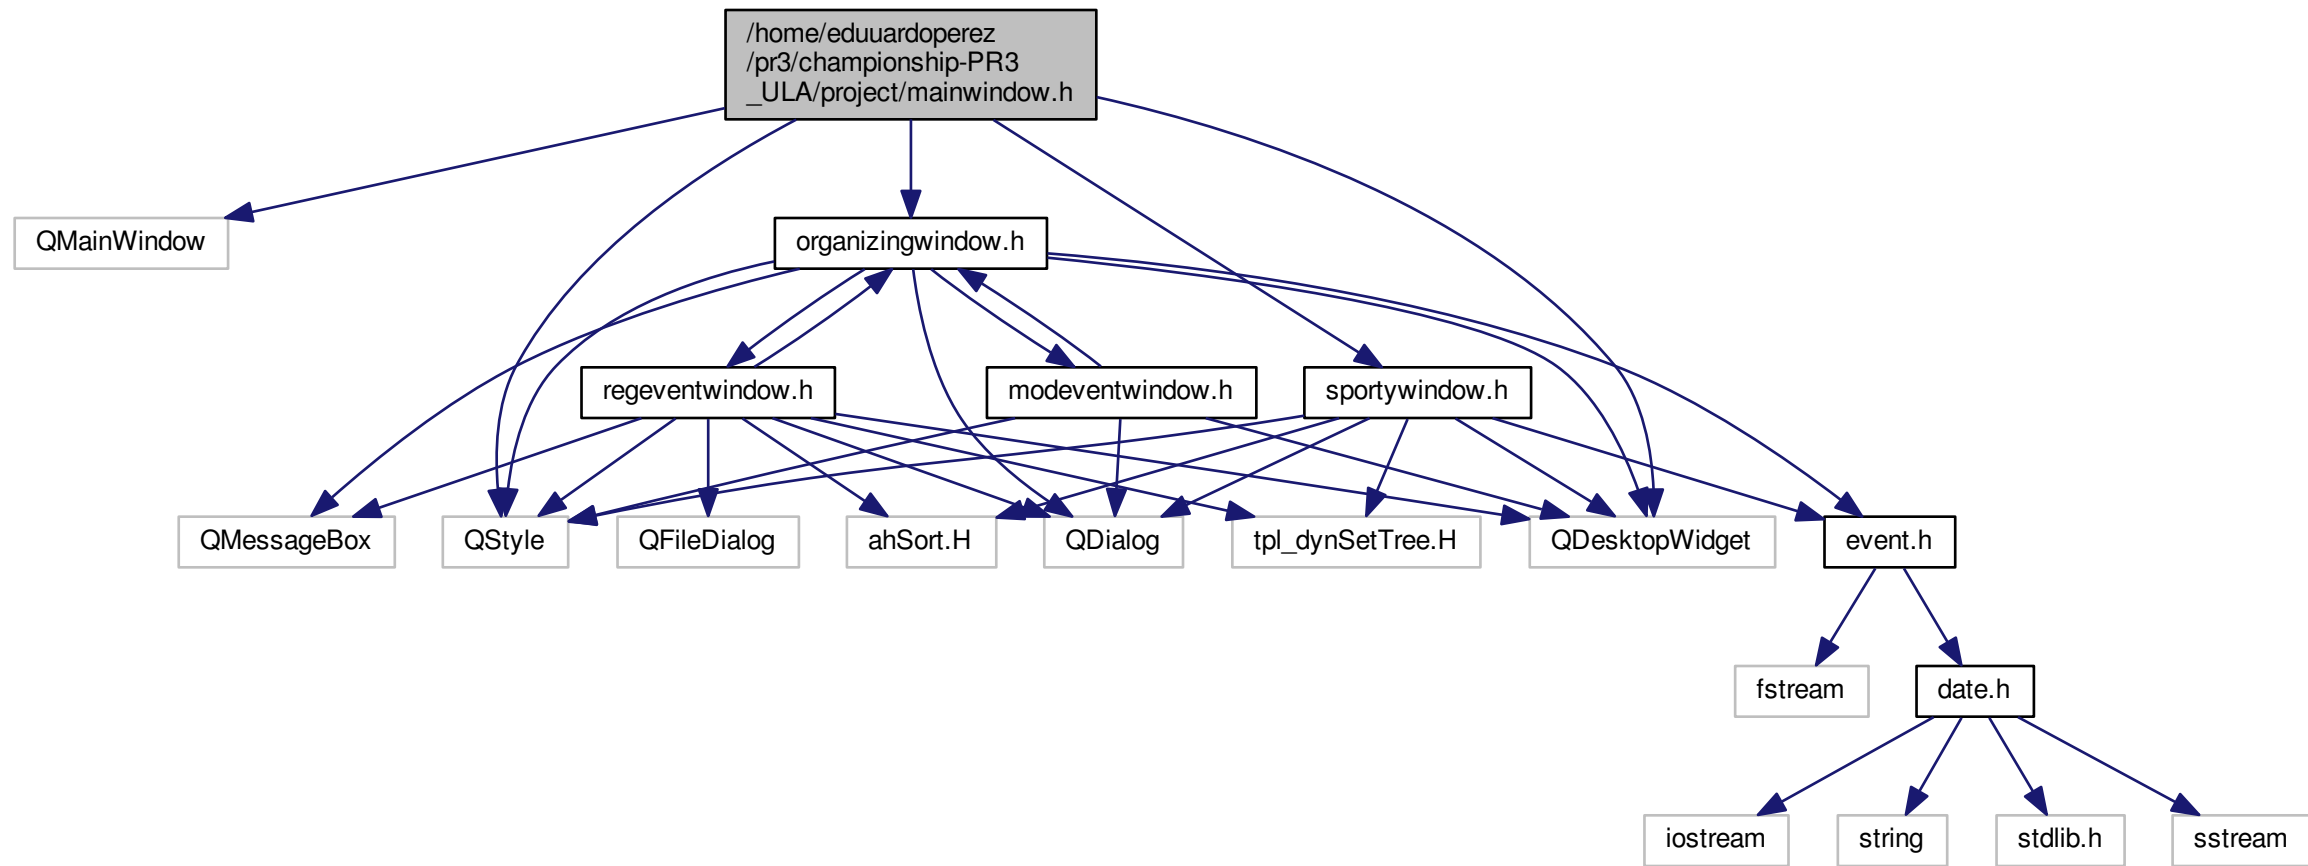 /home/eduuardoperez
/pr3/championship-PR3
_ULA/project/mainwindow.h
QMainWindow
organizingwindow.h
regeventwindow.h
modeventwindow.h
sportywindow.h
QMessageBox
QStyle
QFileDialog
ahSort.H
QDialog
tpl_dynSetTree.H
QDesktopWidget
event.h
fstream
date.h
iostream
string
stdlib.h
sstream